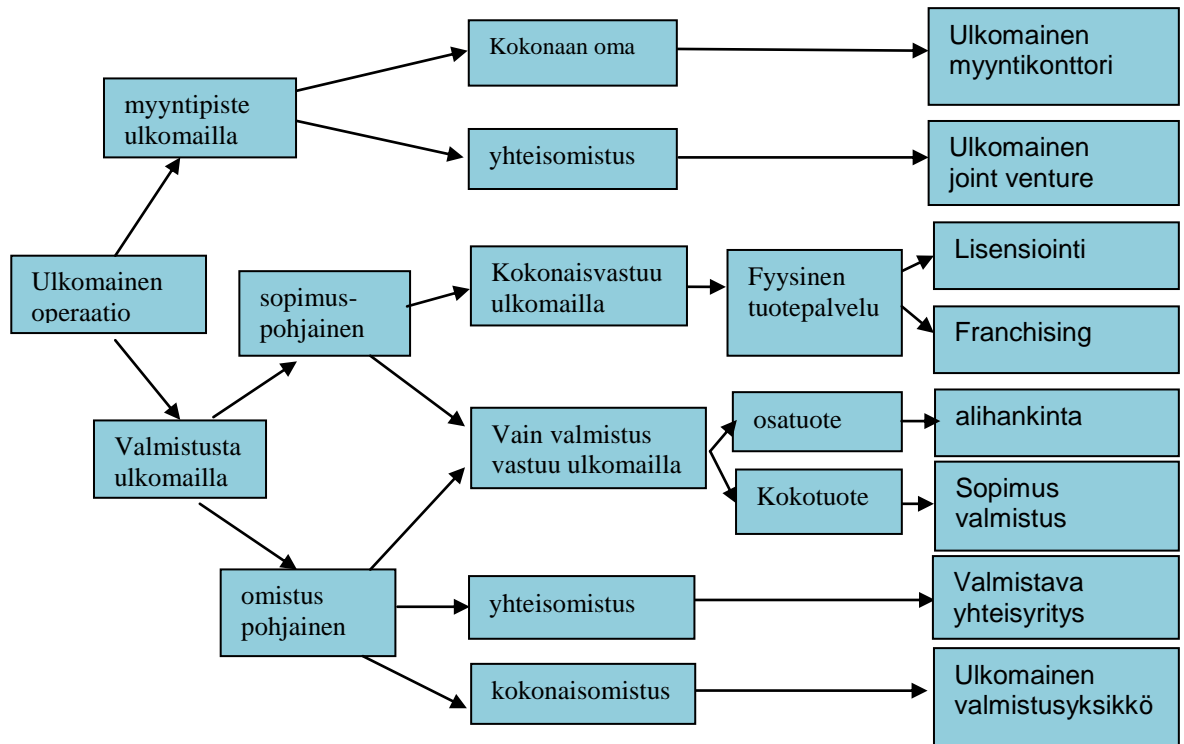 Kokonaan oma
Ulkomainen
myyntikonttori
myyntipiste
ulkomailla
yhteisomistus
Ulkomainen
joint venture
Ulkomainen
operaatio
sopimus-
pohjainen
Kokonaisvastuu
ulkomailla
Fyysinen
tuotepalvelu
Lisensiointi
Franchising
Valmistusta
ulkomailla
Vain valmistus
vastuu ulkomailla
osatuote
alihankinta
Kokotuote
Sopimus
valmistus
omistus
pohjainen
yhteisomistus
Valmistava
yhteisyritys
kokonaisomistus
Ulkomainen
valmistusyksikkö